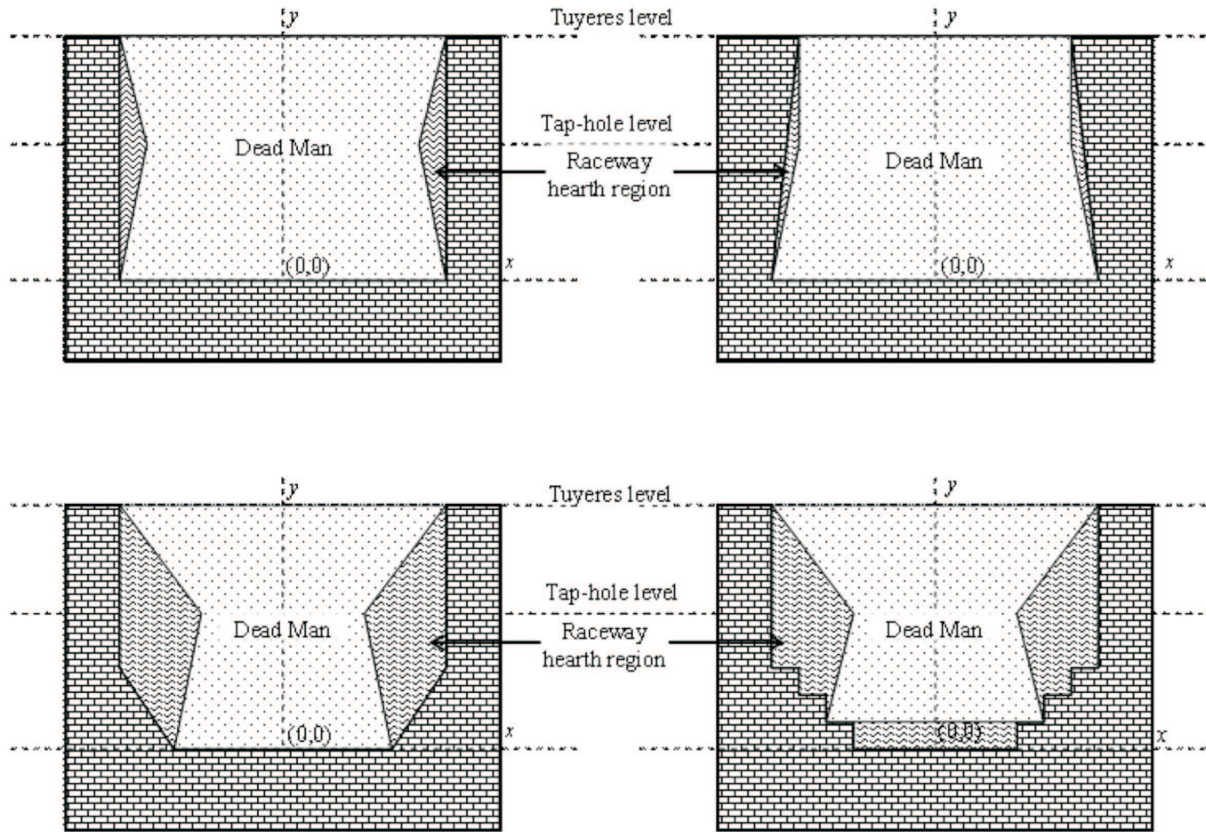 y
Tuyeres level
y
Tap-hole level
Dead Man
Raceway
hearth region
Dead Man
(0,0)
x
(0,0)
x
y
Tuyeres level
y
Tap-hole level
Dead Man
Raceway
hearth region
Dead Man
(0,0)
x
(0,0)
x